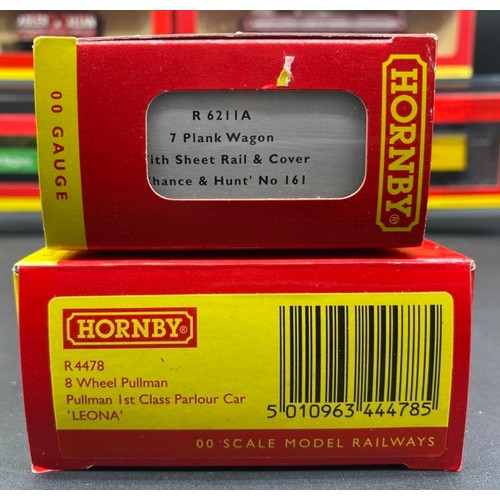 00 GAUGE
R 6211A
7 Plank Wagon
ith Sheet Rail & Cover
hance & Hunt' No 161
HORNBY®
HORNBY®
R4478
8 Wheel Pullman
Pullman 1st Class Parlour Car
'LEONA'
5 010963 444785
00 SCALE MODEL RAILWAYS